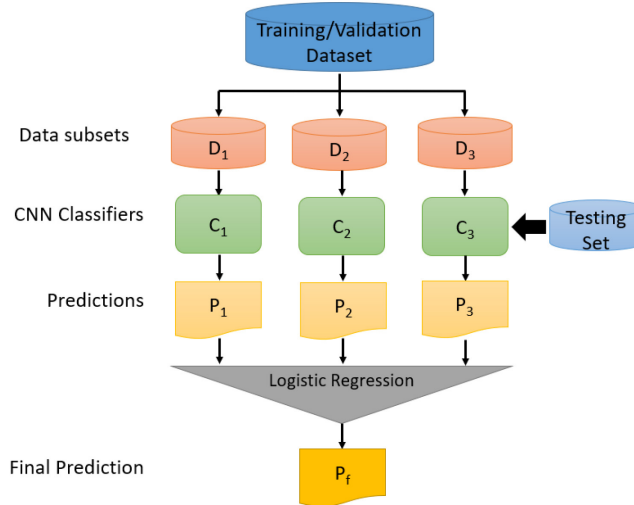 Training/Validation
Dataset
Data subsets
D₁
D₂
D₃
CNN Classifiers
C₁
C₂
C₃
Testing
Set
Predictions
P₁
P₂
P₃
Logistic Regression
Final Prediction
P_f